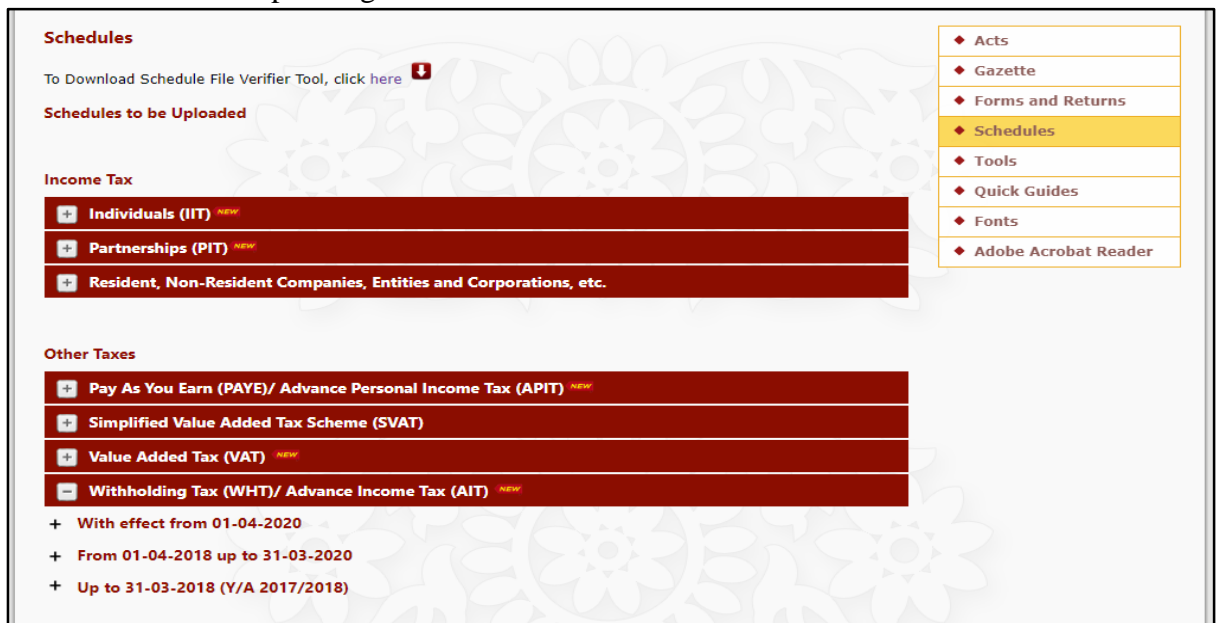 Schedules
To Download Schedule File Verifier Tool, click here
Schedules to be Uploaded
Income Tax
Individuals (IIT) NEW
Partnerships (PIT) NEW
Resident, Non-Resident Companies, Entities and Corporations, etc.
Other Taxes
Pay As You Earn (PAYE)/ Advance Personal Income Tax (APIT) NEW
Simplified Value Added Tax Scheme (SVAT)
Value Added Tax (VAT) NEW
Withholding Tax (WHT)/ Advance Income Tax (AIT) NEW
+ With effect from 01-04-2020
+ From 01-04-2018 up to 31-03-2020
+ Up to 31-03-2018 (Y/A 2017/2018)
Acts
Gazette
Forms and Returns
Schedules
Tools
Quick Guides
Fonts
Adobe Acrobat Reader